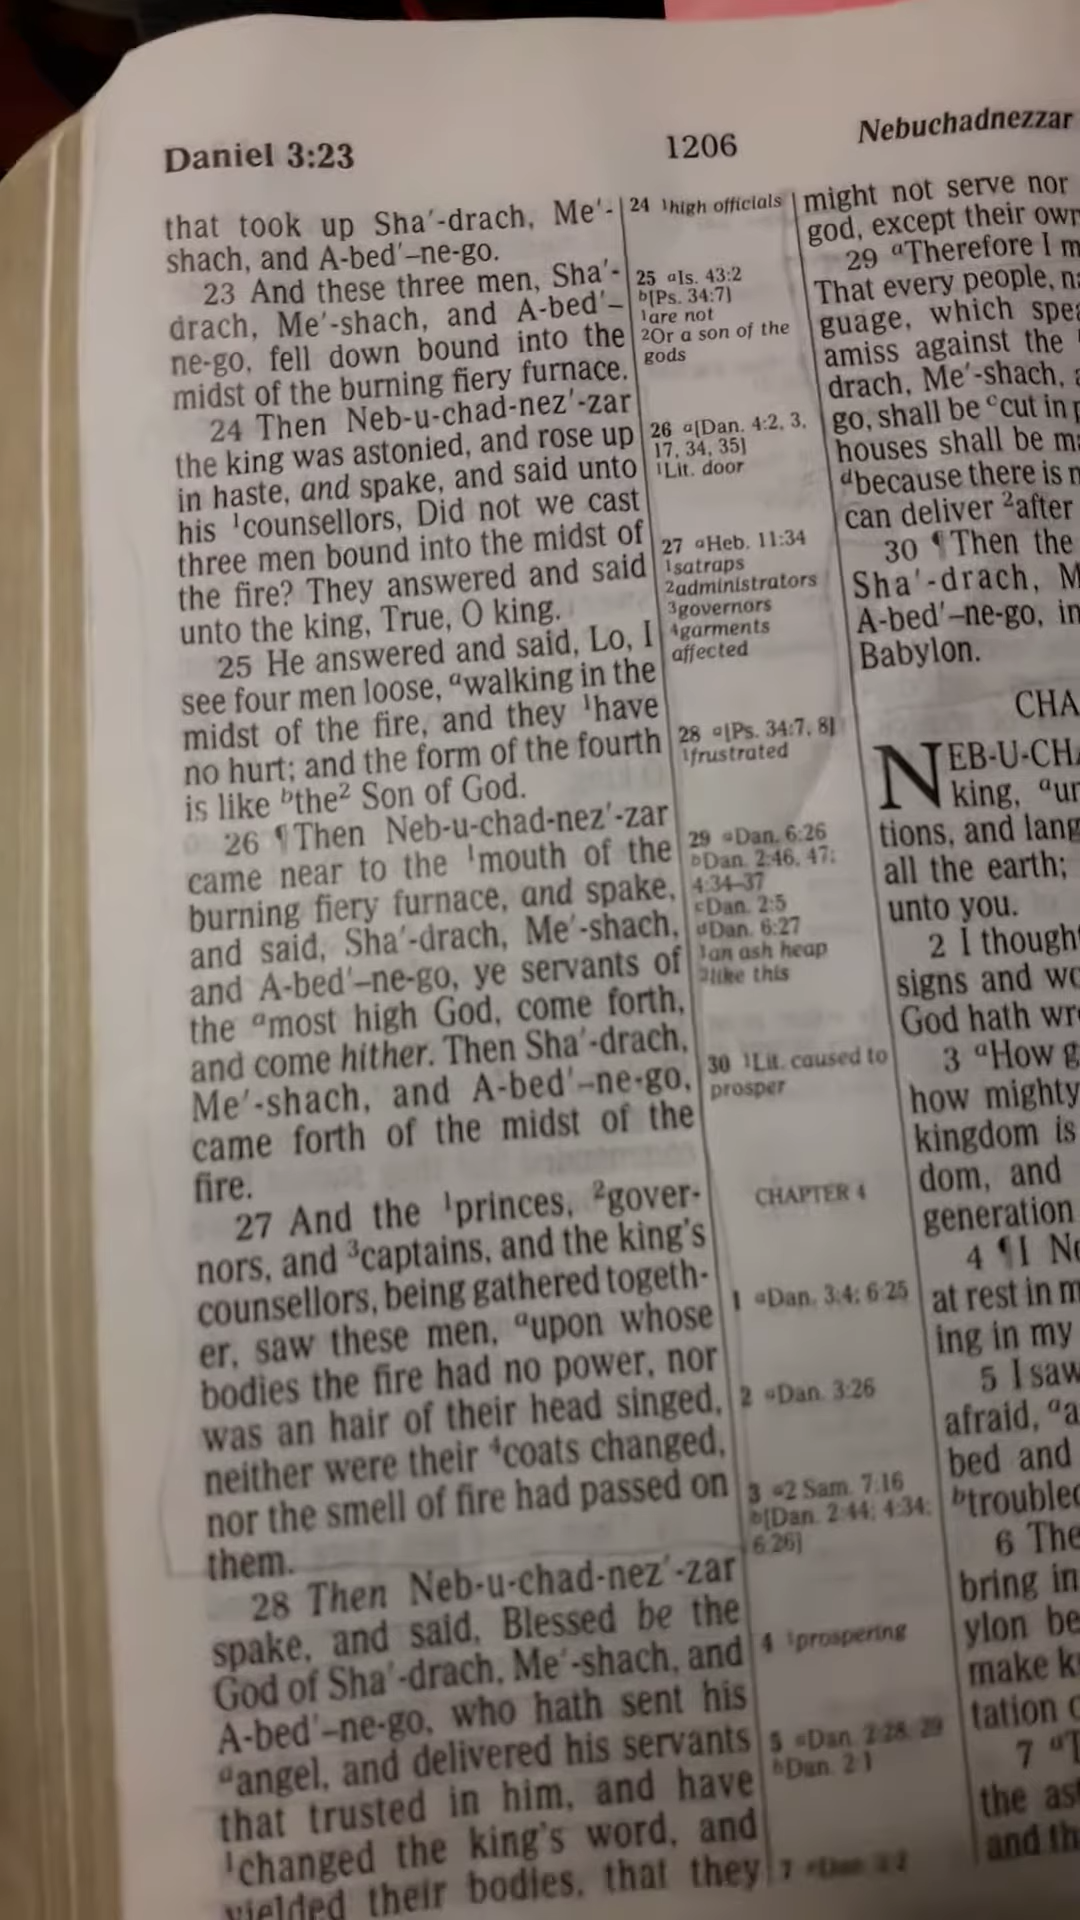 Daniel 3:23
1206
Nebuchadnezzar
that took up Sha′-drach, Me′-
shach, and A-bed′–ne-go.
23 And these three men, Sha′-
drach, Me′-shach, and A-bed′–
ne-go, fell down bound into the
midst of the burning fiery furnace.
24 Then Neb-u-chad-nez′-zar
the king was astonied, and rose up
in haste, and spake, and said unto
his ¹counsellors, Did not we cast
three men bound into the midst of
the fire? They answered and said
unto the king, True, O king.
25 He answered and said, Lo, I
see four men loose, ᵃwalking in the
midst of the fire, and they ¹have
no hurt; and the form of the fourth
is like ᵇthe² Son of God.
26 ¶Then Neb-u-chad-nez′-zar
came near to the ¹mouth of the
burning fiery furnace, and spake,
and said, Sha′-drach, Me′-shach,
and A-bed′–ne-go, ye servants of
the ᵃmost high God, come forth,
and come hither. Then Sha′-drach,
Me′-shach, and A-bed′–ne-go,
came forth of the midst of the
fire.
27 And the ¹princes, ²gover-
nors, and ³captains, and the king's
counsellors, being gathered togeth-
er, saw these men, ᵃupon whose
bodies the fire had no power, nor
was an hair of their head singed,
neither were their ⁴coats changed,
nor the smell of fire had passed on
them.
28 Then Neb-u-chad-nez′-zar
spake, and said, Blessed be the
God of Sha′-drach, Me′-shach, and
A-bed′–ne-go, who hath sent his
ᵃangel, and delivered his servants
that trusted in him, and have
¹changed the king's word, and
yielded their bodies, that they
24 ¹high officials
25 ᵃIs. 43:2
ᵇ[Ps. 34:7]
¹are not
²Or a son of the
gods
26 ᵃ[Dan. 4:2, 3,
17, 34, 35]
¹Lit. door
27 ᵃHeb. 11:34
¹satraps
²administrators
³governors
⁴garments
affected
28 ᵃ[Ps. 34:7, 8]
¹frustrated
29 ᵃDan. 6:26
ᵇDan. 2:46, 47;
4:34–37
ᶜDan. 2:5
ᵈDan. 6:27
¹an ash heap
²like this
30 ¹Lit. caused to
prosper
CHAPTER 4
1 ᵃDan. 3:4; 6:25
2 ᵃDan. 3:26
3 ᵃ2 Sam. 7:16
ᵇ[Dan. 2:44; 4:34;
6:26]
4 ¹prospering
5 ᵃDan. 2:28, 29
ᵇDan. 2:1
7
might not serve nor
god, except their own
29 ᵃTherefore I m
That every people, na
guage, which spea
amiss against the
drach, Me′-shach, a
go, shall be ᶜcut in p
houses shall be ma
ᵈbecause there is n
can deliver ²after
30 ¶Then the
Sha′-drach, M
A-bed′–ne-go, in
Babylon.
CHA
NEB-U-CHA
king, ᵃun
tions, and lang
all the earth;
unto you.
2 I though
signs and wo
God hath wr
3 ᵃHow g
how mighty
kingdom is
dom, and
generation
4 ¶I Ne
at rest in m
ing in my
5 I saw
afraid, ᵃa
bed and
ᵇtrouble
6 The
bring in
ylon be
make k
tation o
7 ᵃT
the as
and th